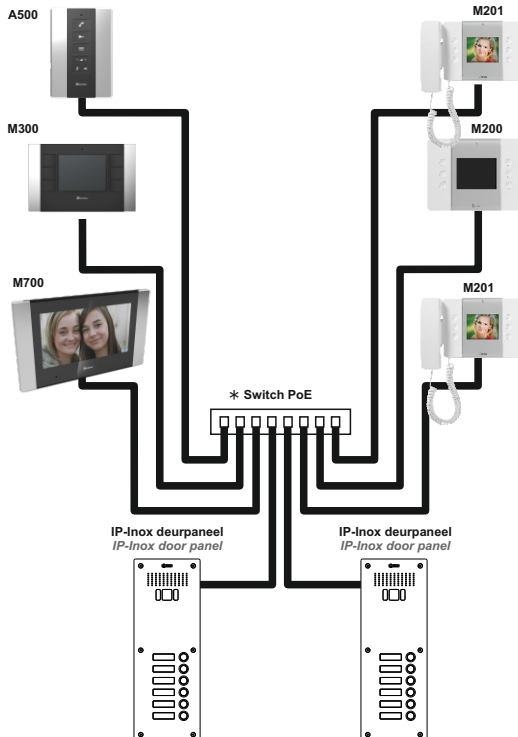 A500
M201
M300
M200
M700
M201
* Switch PoE
IP-Inox deurpaneel
IP-Inox door panel
IP-Inox deurpaneel
IP-Inox door panel